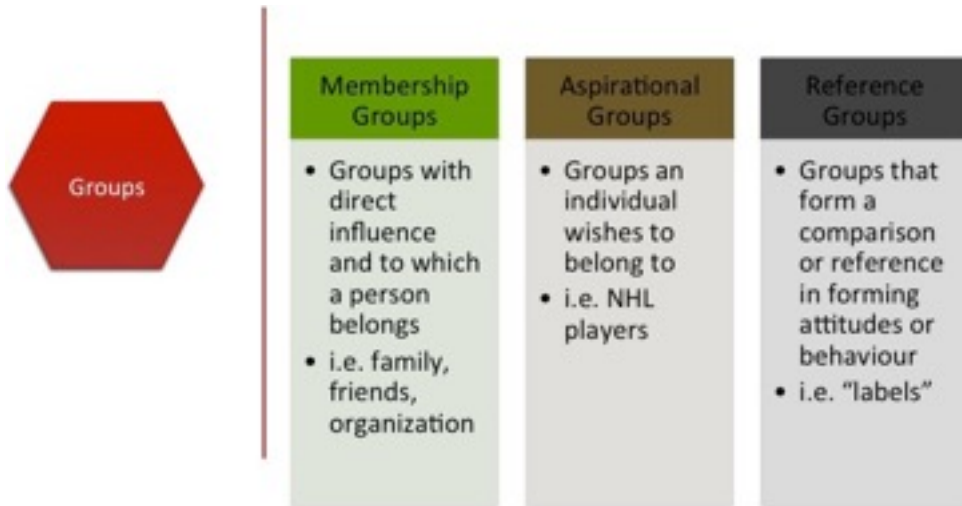 Groups
Membership
Groups
• Groups with
direct
influence
and to which
a person
belongs
• i.e. family,
friends,
organization
Aspirational
Groups
• Groups an
individual
wishes to
belong to
• i.e. NHL
players
Reference
Groups
• Groups that
form a
comparison
or reference
in forming
attitudes or
behaviour
• i.e. “labels”